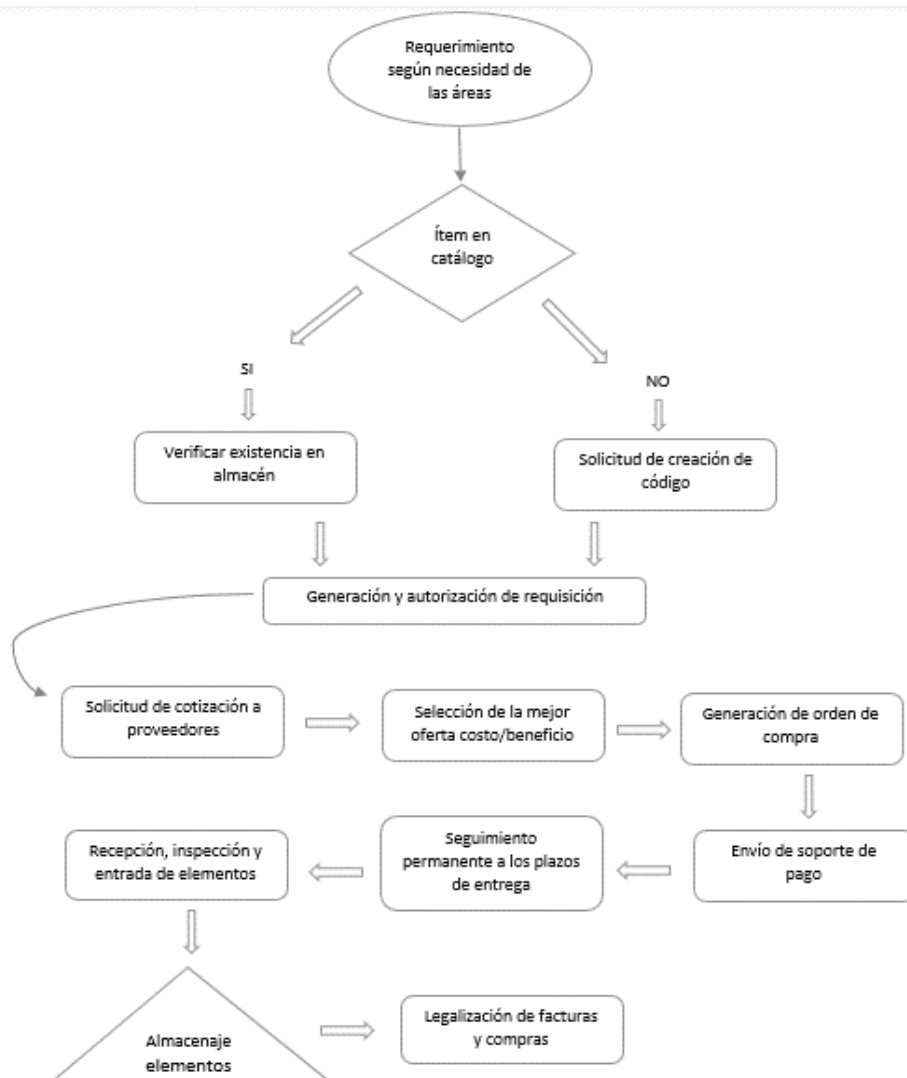 Requerimiento
según necesidad de
las áreas
Ítem en
catálogo
SI
NO
Verificar existencia en
almacén
Solicitud de creación de
código
Generación y autorización de requisición
Solicitud de cotización a
proveedores
Selección de la mejor
oferta costo/beneficio
Generación de orden de
compra
Recepción, inspección y
entrada de elementos
Seguimiento
permanente a los plazos
de entrega
Envío de soporte de
pago
Almacenaje
elementos
Legalización de facturas
y compras